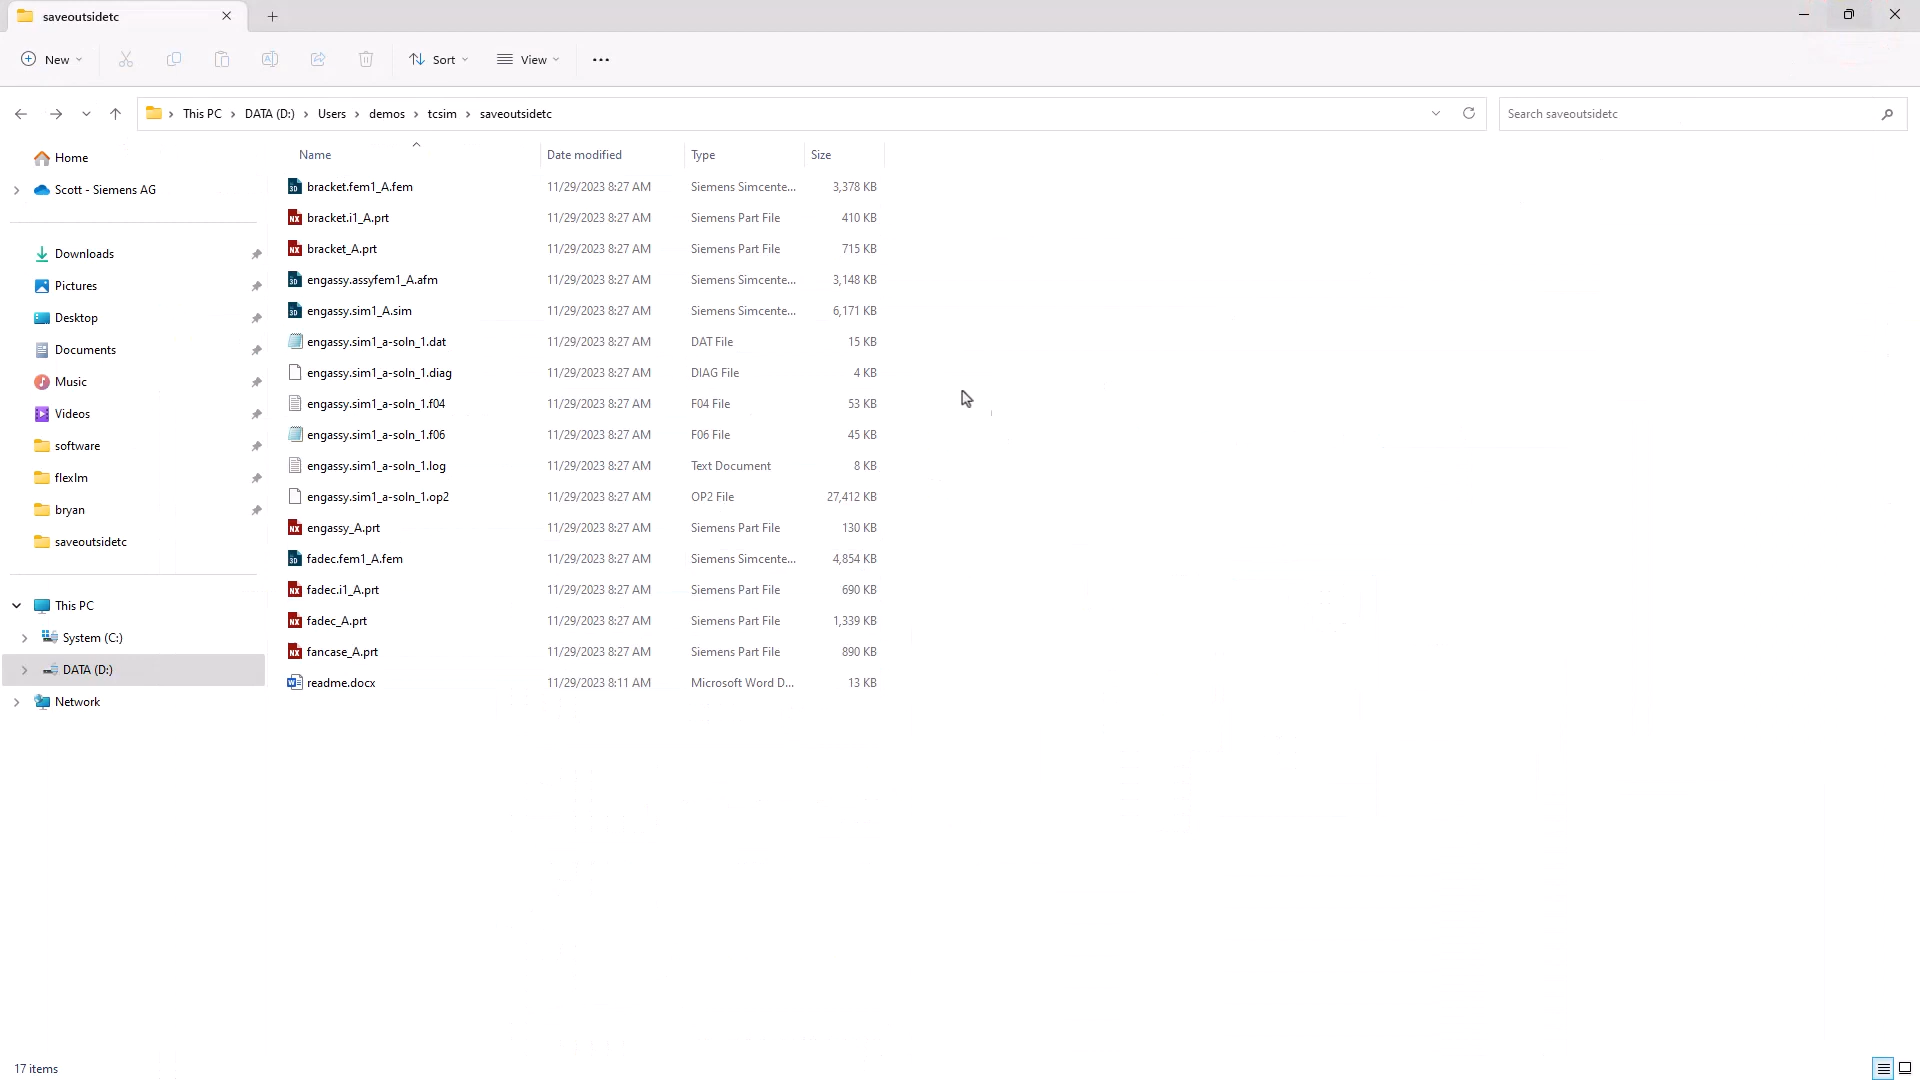 saveoutsidetc
New
Sort
View
This PC > DATA (D:) > Users > demos > tcsim > saveoutsidetc
Search saveoutsidetc
Home
Scott - Siemens AG
Downloads
Pictures
Desktop
Documents
Music
Videos
software
flexlm
bryan
saveoutsidetc
This PC
System (C:)
DATA (D:)
Network
Name Date modified Type Size
bracket.fem1_A.fem 11/29/2023 8:27 AM Siemens Simcente... 3,378 KB
bracket.i1_A.prt 11/29/2023 8:27 AM Siemens Part File 410 KB
bracket_A.prt 11/29/2023 8:27 AM Siemens Part File 715 KB
engassy.assyfem1_A.afm 11/29/2023 8:27 AM Siemens Simcente... 3,148 KB
engassy.sim1_A.sim 11/29/2023 8:27 AM Siemens Simcente... 6,171 KB
engassy.sim1_a-soln_1.dat 11/29/2023 8:27 AM DAT File 15 KB
engassy.sim1_a-soln_1.diag 11/29/2023 8:27 AM DIAG File 4 KB
engassy.sim1_a-soln_1.f04 11/29/2023 8:27 AM F04 File 53 KB
engassy.sim1_a-soln_1.f06 11/29/2023 8:27 AM F06 File 45 KB
engassy.sim1_a-soln_1.log 11/29/2023 8:27 AM Text Document 8 KB
engassy.sim1_a-soln_1.op2 11/29/2023 8:27 AM OP2 File 27,412 KB
engassy_A.prt 11/29/2023 8:27 AM Siemens Part File 130 KB
fadec.fem1_A.fem 11/29/2023 8:27 AM Siemens Simcente... 4,854 KB
fadec.i1_A.prt 11/29/2023 8:27 AM Siemens Part File 690 KB
fadec_A.prt 11/29/2023 8:27 AM Siemens Part File 1,339 KB
fancase_A.prt 11/29/2023 8:27 AM Siemens Part File 890 KB
readme.docx 11/29/2023 8:11 AM Microsoft Word D... 13 KB
17 items